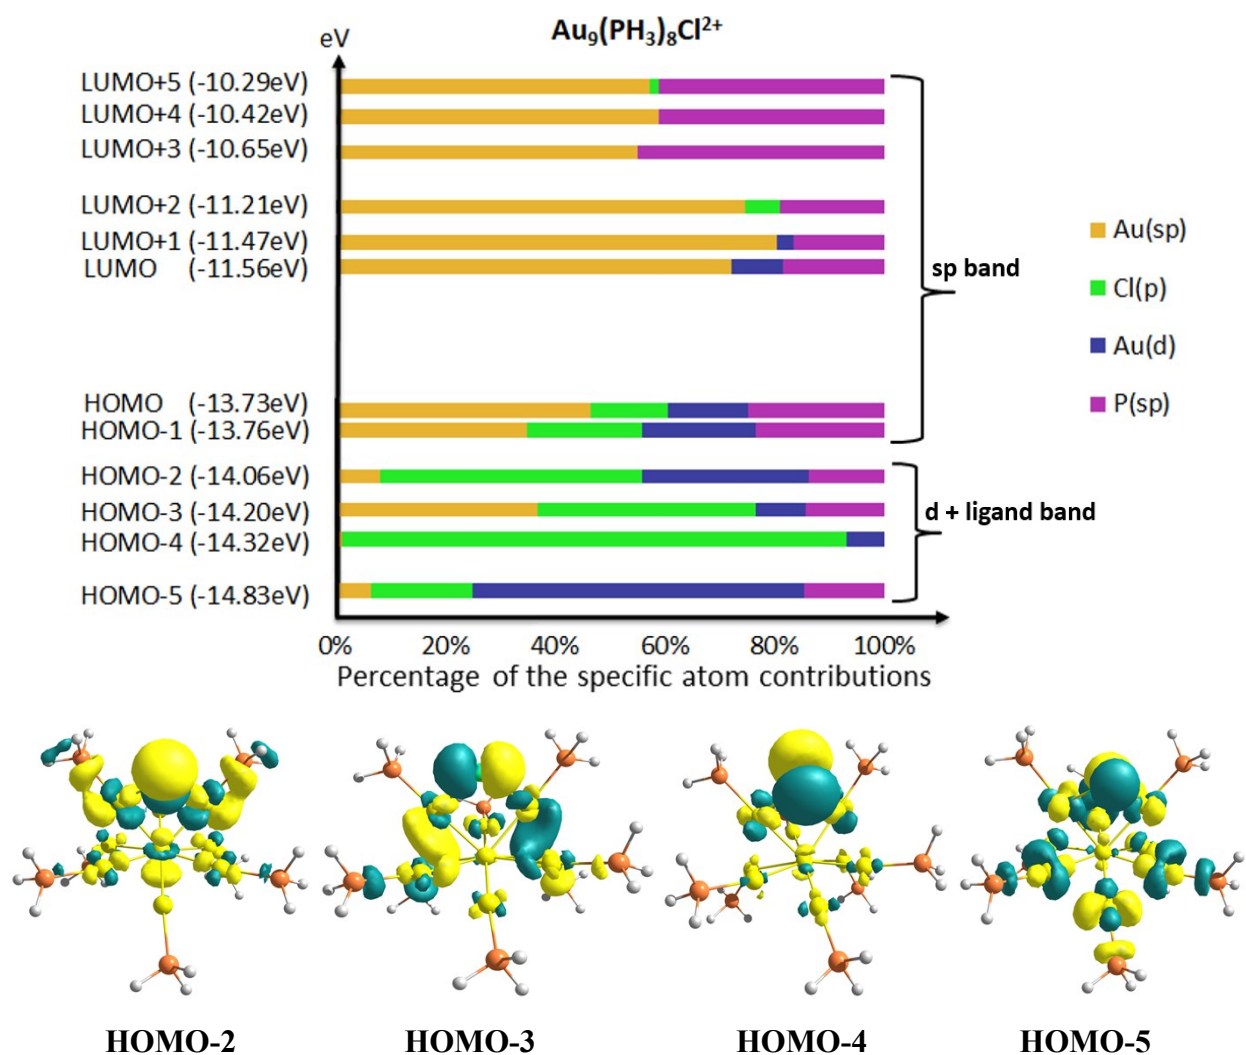 Au₉(PH₃)₈Cl²⁺
eV
LUMO+5 (-10.29eV)
LUMO+4 (-10.42eV)
LUMO+3 (-10.65eV)
LUMO+2 (-11.21eV)
LUMO+1 (-11.47eV)
LUMO (-11.56eV)
HOMO (-13.73eV)
HOMO-1 (-13.76eV)
HOMO-2 (-14.06eV)
HOMO-3 (-14.20eV)
HOMO-4 (-14.32eV)
HOMO-5 (-14.83eV)
sp band
d + ligand band
Au(sp)
Cl(p)
Au(d)
P(sp)
0% 20% 40% 60% 80% 100%
Percentage of the specific atom contributions
HOMO-2 HOMO-3 HOMO-4 HOMO-5